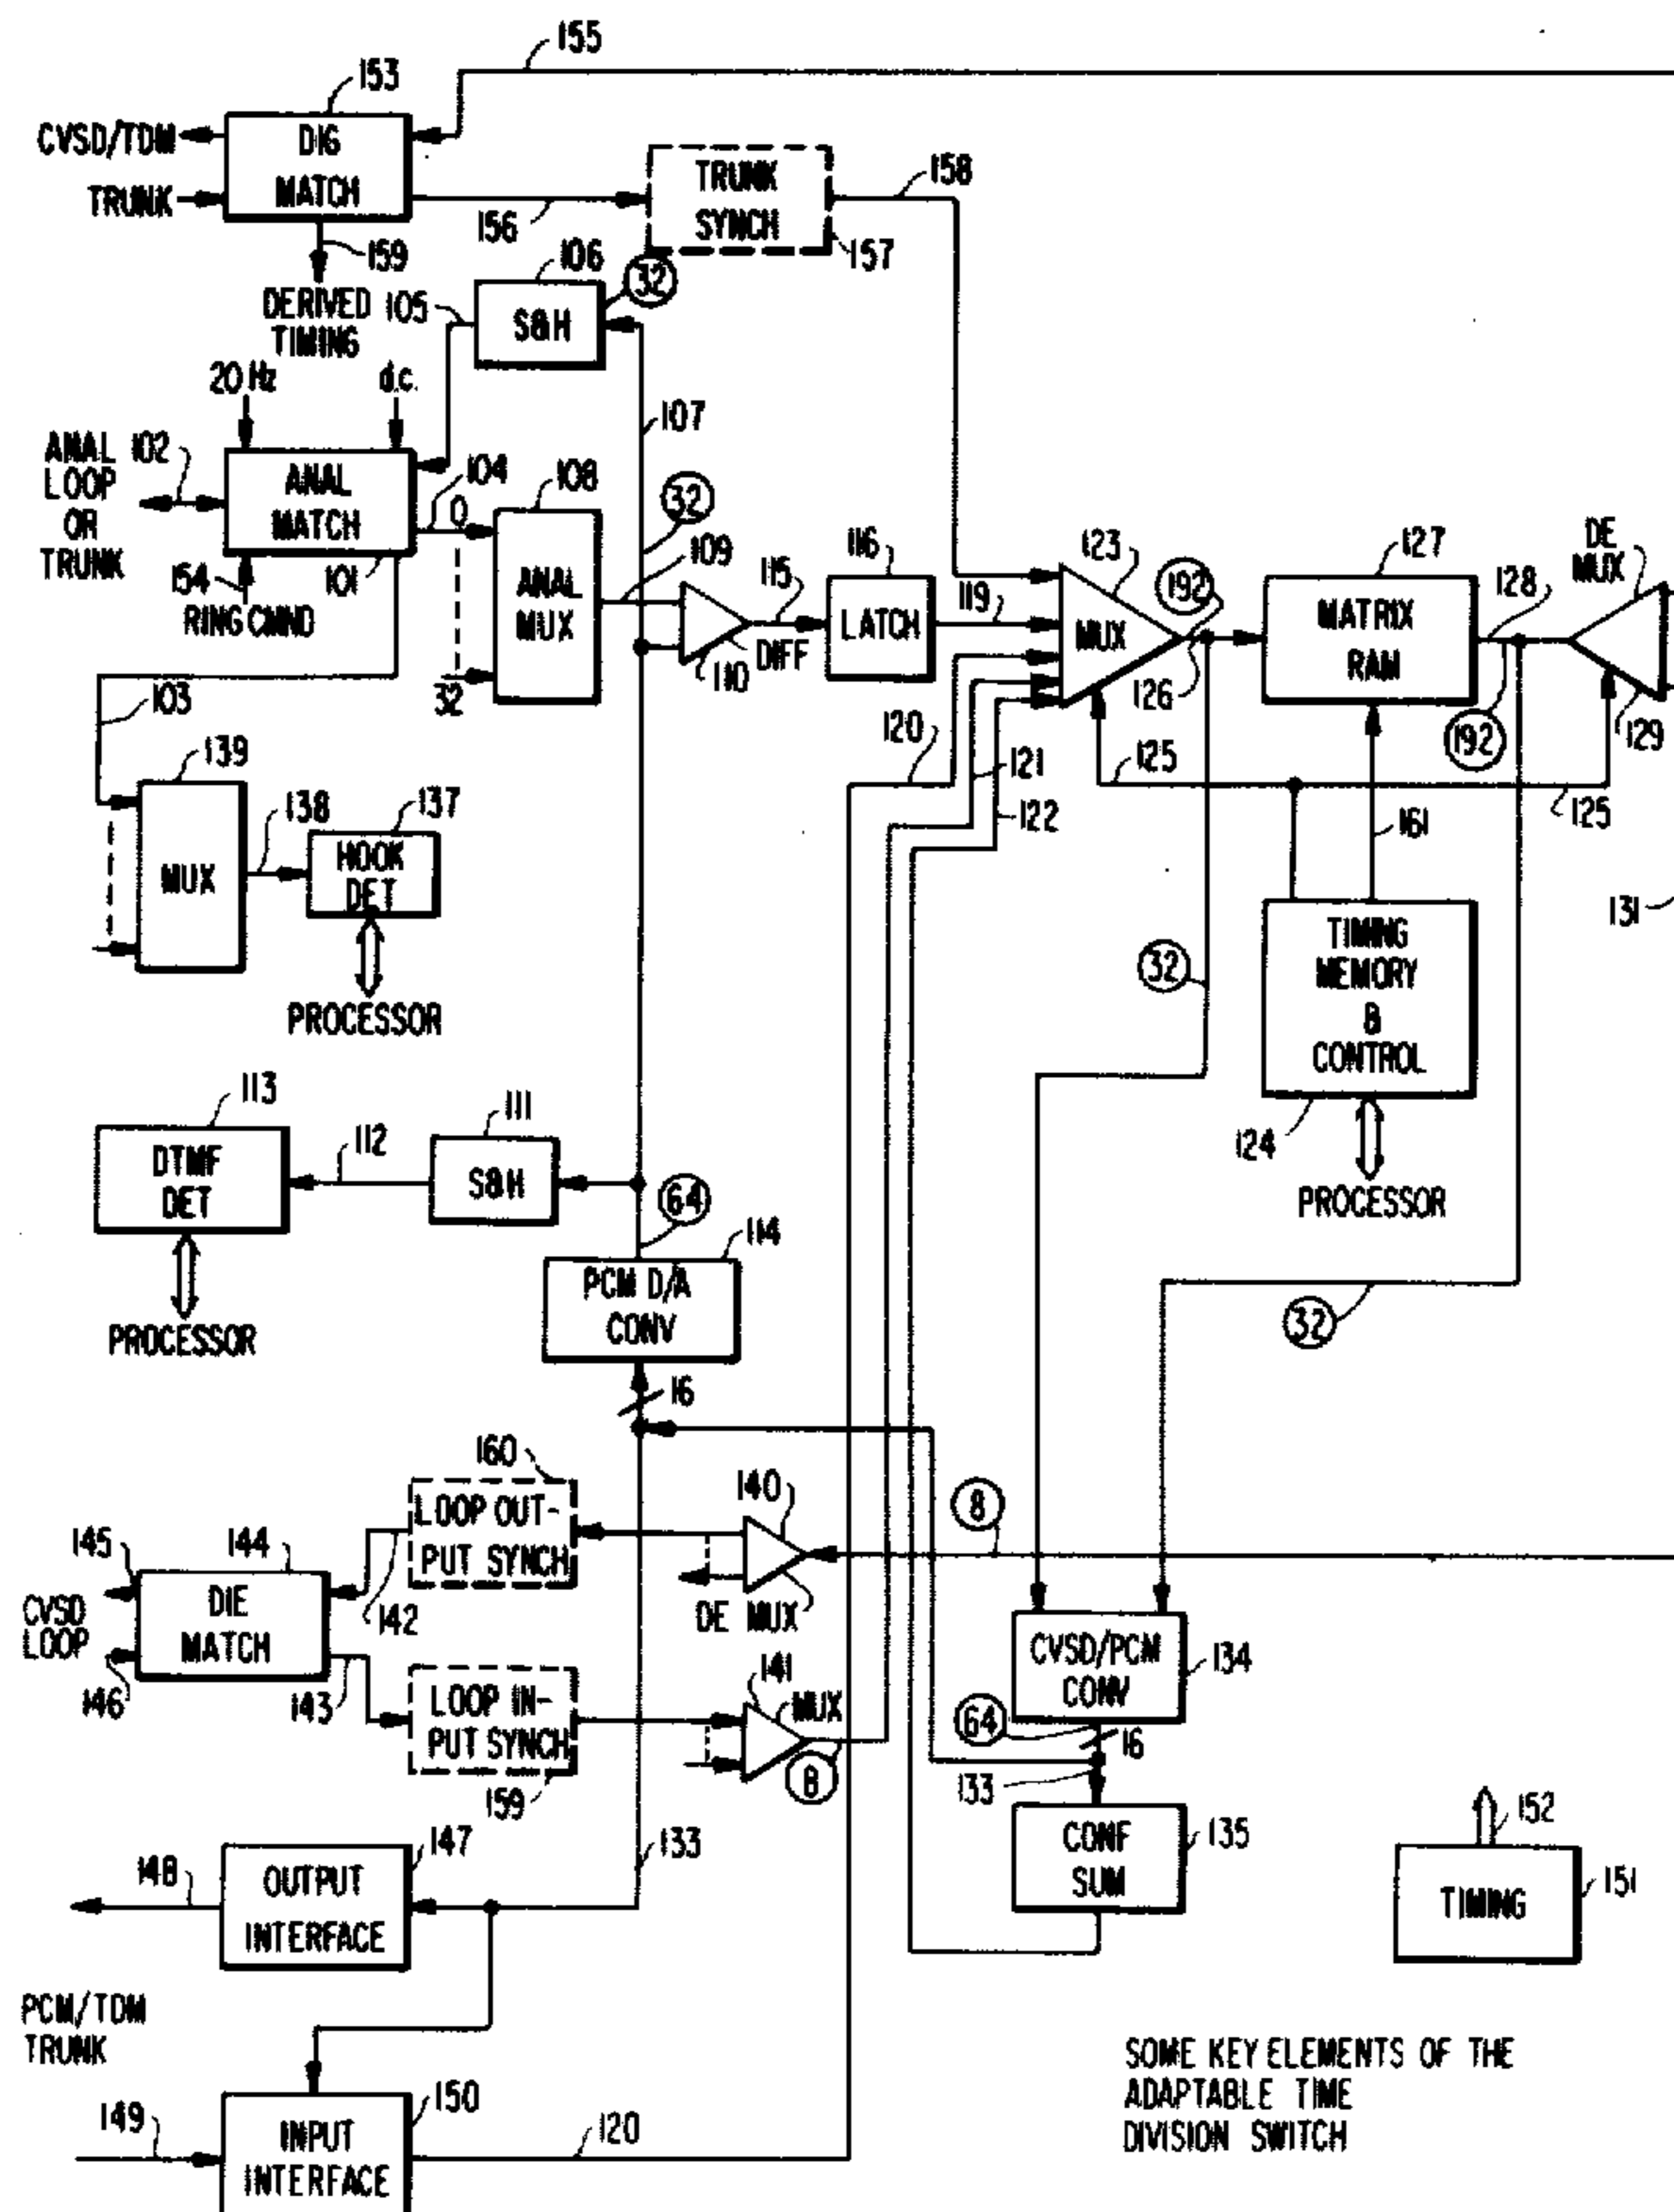 155
153
CVSD/TDM
DIG
MATCH
TRUNK
TRUNK
SYNCH
158
156
157
159
106
32
DERIVED
TIMING
105
S&H
20 Hz
d.c.
107
ANAL
LOOP
OR
TRUNK
102
ANAL
MATCH
104
0
108
32
109
154
RING CMND
101
ANAL
MUX
32
115
DIFF
110
116
LATCH
119
123
MUX
192
126
127
MATRIX
RAM
128
DE
MUX
192
129
103
120
121
122
125
125
161
131
139
MUX
138
137
HOOK
DET
PROCESSOR
32
TIMING
MEMORY
&
CONTROL
124
PROCESSOR
113
DTMF
DET
112
111
S&H
64
114
PCM D/A
CONV
PROCESSOR
32
16
160
LOOP OUT-
PUT SYNCH
140
DE MUX
8
145
144
CVSD
LOOP
DIE
MATCH
142
146
143
LOOP IN-
PUT SYNCH
159
141
MUX
8
CVSD/PCM
CONV
134
64
16
133
CONF
SUM
135
133
152
TIMING
151
148
147
OUTPUT
INTERFACE
PCM/TDM
TRUNK
149
150
INPUT
INTERFACE
120
SOME KEY ELEMENTS OF THE
ADAPTABLE TIME
DIVISION SWITCH